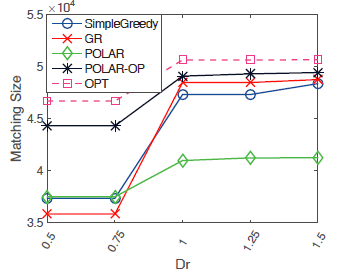 ×10⁴
5.5
5
4.5
4
3.5
Matching Size
SimpleGreedy
GR
POLAR
POLAR-OP
OPT
0.5
0.75
1
1.25
1.5
Dr